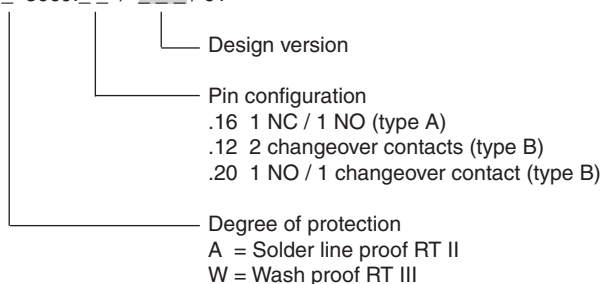 Design version
Pin configuration
.16 1 NC / 1 NO (type A)
.12 2 changeover contacts (type B)
.20 1 NO / 1 changeover contact (type B)
Degree of protection
A = Solder line proof RT II
W = Wash proof RT III